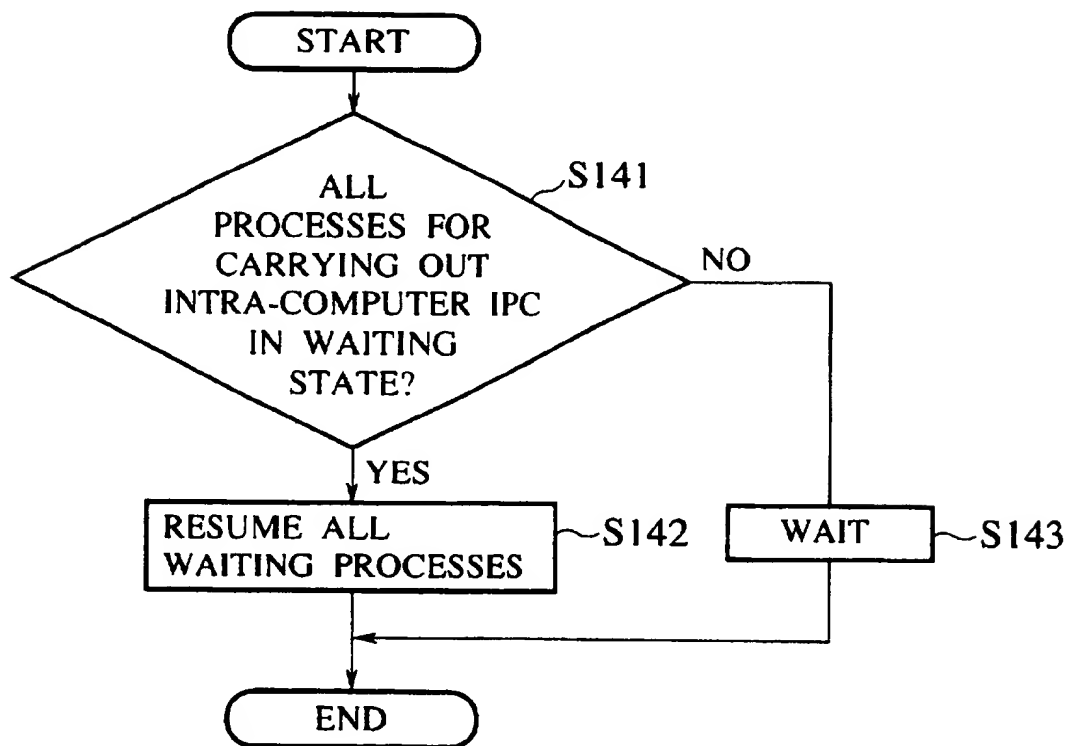 START
ALL
PROCESSES FOR
CARRYING OUT
INTRA-COMPUTER IPC
IN WAITING
STATE?
S141
NO
YES
RESUME ALL
WAITING PROCESSES
S142
WAIT
S143
END